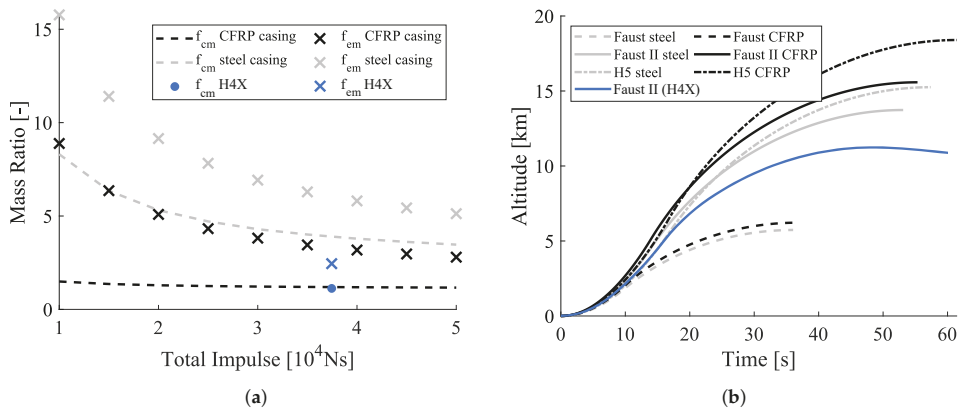 15
10
5
0
Mass Ratio [-]
f_cm CFRP casing
f_cm steel casing
f_cm H4X
f_em CFRP casing
f_em steel casing
f_em H4X
1 2 3 4 5
Total Impulse [10^4Ns]
(a)
20
15
10
5
0
Altitude [km]
Faust steel
Faust II steel
H5 steel
Faust II (H4X)
Faust CFRP
Faust II CFRP
H5 CFRP
0 10 20 30 40 50 60
Time [s]
(b)